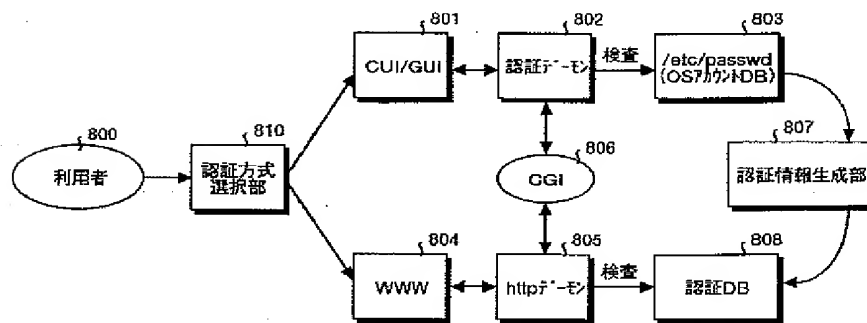 801
802
803
CUI/GUI
認証デーモン
検査
/etc/passwd
(OSアカウントDB)
800
810
利用者
認証方式
選択部
806
CGI
807
認証情報生成部
804
805
808
WWW
httpデーモン
検査
認証DB